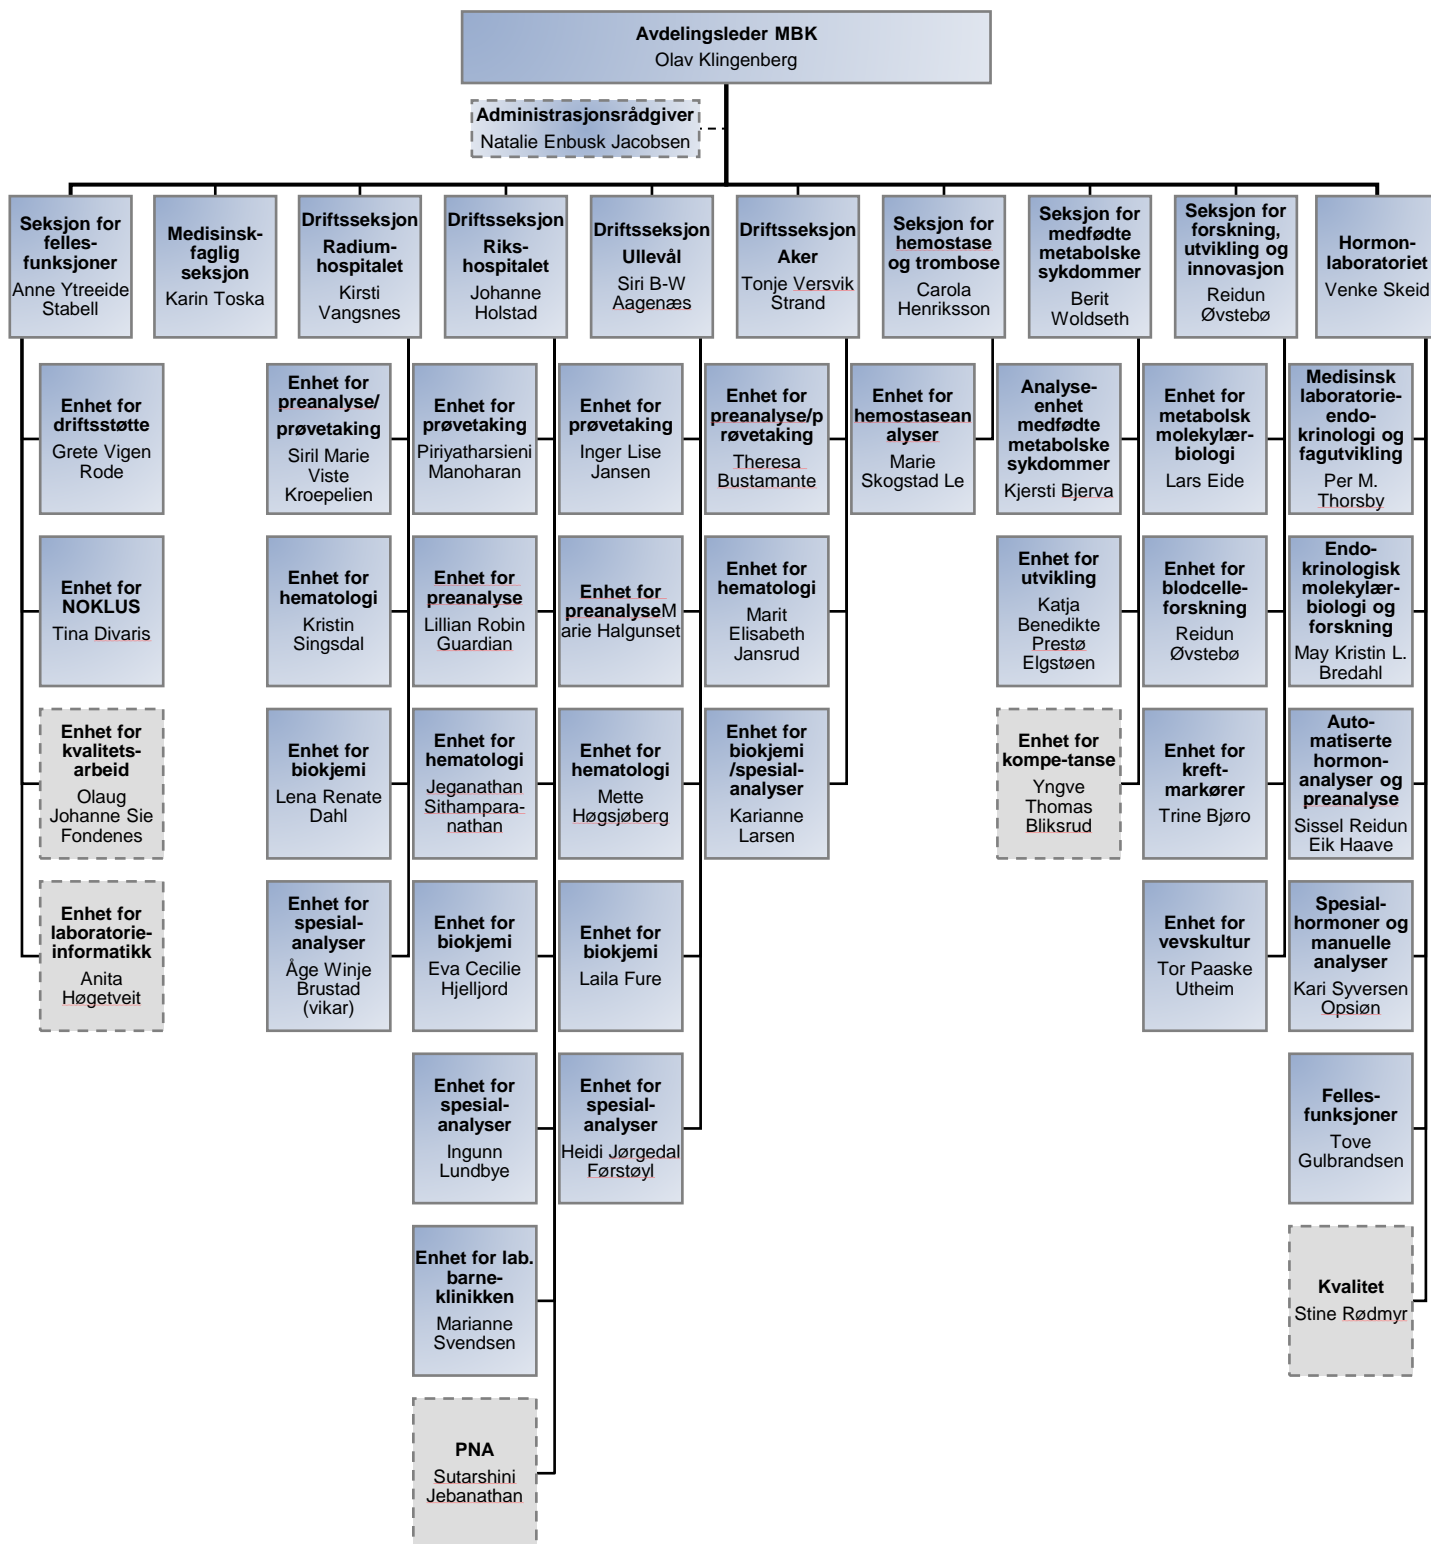 Avdelingsleder MBK
Olav Klingenberg
Administrasjonsrådgiver
Natalie Enbusk Jacobsen
Seksjon for
felles-
funksjoner
Anne Ytreeide
Stabell
Medisinsk-
faglig
seksjon
Karin Toska
Driftsseksjon
Radium-
hospitalet
Kirsti
Vangsnes
Driftsseksjon
Riks-
hospitalet
Johanne
Holstad
Driftsseksjon
Ullevål
Siri B-W
Aagenæs
Driftsseksjon
Aker
Tonje Versvik
Strand
Seksjon for
hemostase
og trombose
Carola
Henriksson
Seksjon for
medfødte
metabolske
sykdommer
Berit
Woldseth
Seksjon for
forskning,
utvikling og
innovasjon
Reidun
Øvstebø
Hormon-
laboratoriet
Venke Skeid
Enhet for
driftsstøtte
Grete Vigen
Rode
Enhet for
NOKLUS
Tina Divaris
Enhet for
kvalitets-
arbeid
Olaug
Johanne Sie
Fondenes
Enhet for
laboratorie-
informatikk
Anita
Høgetveit
Enhet for
preanalyse/
prøvetaking
Siril Marie
Viste
Kroepelien
Enhet for
hematologi
Kristin
Singsdal
Enhet for
biokjemi
Lena Renate
Dahl
Enhet for
spesial-
analyser
Åge Winje
Brustad
(vikar)
Enhet for
prøvetaking
Piriyatharsieni
Manoharan
Enhet for
preanalyse
Lillian Robin
Guardian
Enhet for
hematologi
Jeganathan
Sithampara-
nathan
Enhet for
biokjemi
Eva Cecilie
Hjelljord
Enhet for
spesial-
analyser
Ingunn
Lundbye
Enhet for lab.
barne-
klinikken
Marianne
Svendsen
PNA
Sutarshini
Jebanathan
Enhet for
prøvetaking
Inger Lise
Jansen
Enhet for
preanalyseM
arie Halgunset
Enhet for
hematologi
Mette
Høgsjøberg
Enhet for
biokjemi
Laila Fure
Enhet for
spesial-
analyser
Heidi Jørgedal
Førstøyl
Enhet for
preanalyse/p
røvetaking
Theresa
Bustamante
Enhet for
hematologi
Marit
Elisabeth
Jansrud
Enhet for
biokjemi
/spesial-
analyser
Karianne
Larsen
Enhet for
hemostasean
alyser
Marie
Skogstad Le
Analyse-
enhet
medfødte
metabolske
sykdommer
Kjersti Bjerva
Enhet for
utvikling
Katja
Benedikte
Prestø
Elgstøen
Enhet for
kompe-tanse
Yngve
Thomas
Bliksrud
Enhet for
metabolsk
molekylær-
biologi
Lars Eide
Enhet for
blodcelle-
forskning
Reidun
Øvstebø
Enhet for
kreft-
markører
Trine Bjøro
Enhet for
vevskultur
Tor Paaske
Utheim
Medisinsk
laboratorie-
endo-
krinologi og
fagutvikling
Per M.
Thorsby
Endo-
krinologisk
molekylær-
biologi og
forskning
May Kristin L.
Bredahl
Auto-
matiserte
hormon-
analyser og
preanalyse
Sissel Reidun
Eik Haave
Spesial-
hormoner og
manuelle
analyser
Kari Syversen
Opsiøn
Felles-
funksjoner
Tove
Gulbrandsen
Kvalitet
Stine Rødmyr